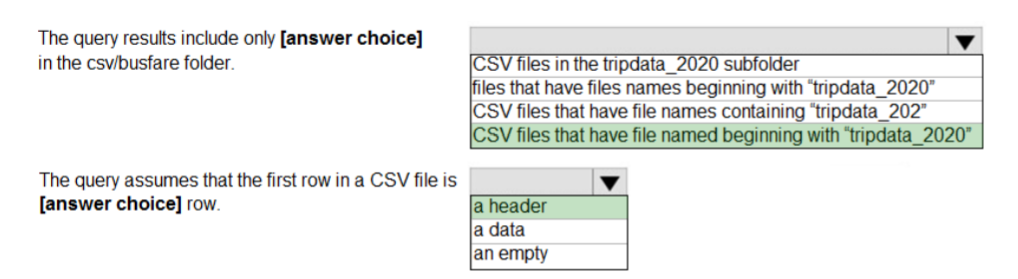 The query results include only [answer choice]
in the csv/busfare folder.
CSV files in the tripdata_2020 subfolder
files that have files names beginning with “tripdata_2020”
CSV files that have file names containing “tripdata_202”
CSV files that have file named beginning with “tripdata_2020”
The query assumes that the first row in a CSV file is
[answer choice] row.
a header
a data
an empty